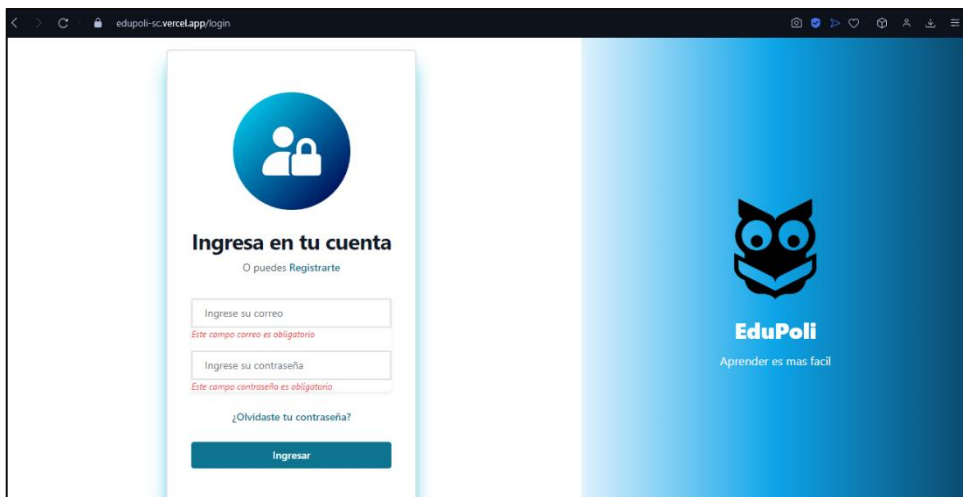 edupoli-sc.vercel.app/login
Ingresa en tu cuenta
O puedes Registrarte
Ingrese su correo
Este campo correo es obligatorio
Ingrese su contraseña
Este campo contraseña es obligatorio
¿Olvidaste tu contraseña?
Ingresar
EduPoli
Aprender es mas facil